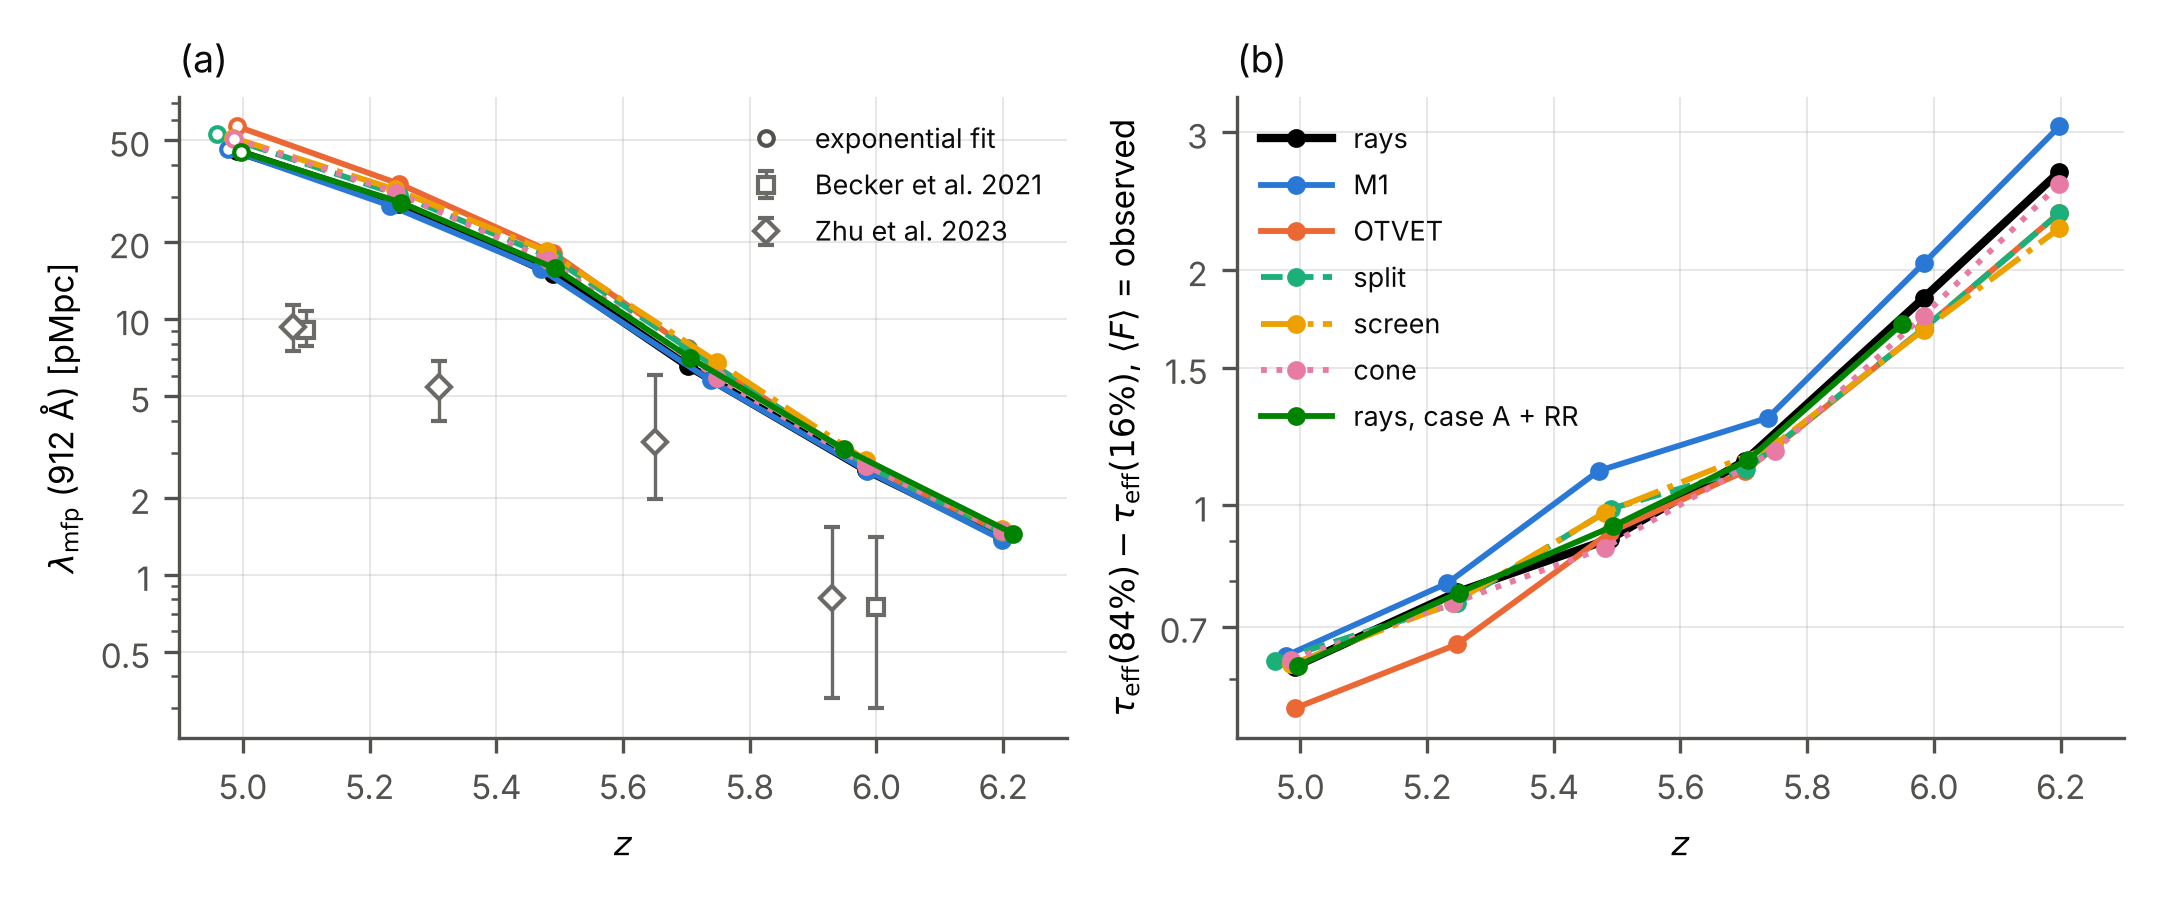 (a)
50
20
10
5
2
1
0.5
λmfp (912 Å) [pMpc]
exponential fit
Becker et al. 2021
Zhu et al. 2023
5.0 5.2 5.4 5.6 5.8 6.0 6.2
z
(b)
3
2
1.5
1
0.7
τeff(84%) − τeff(16%), ⟨F⟩ = observed
rays
M1
OTVET
split
screen
cone
rays, case A + RR
5.0 5.2 5.4 5.6 5.8 6.0 6.2
z